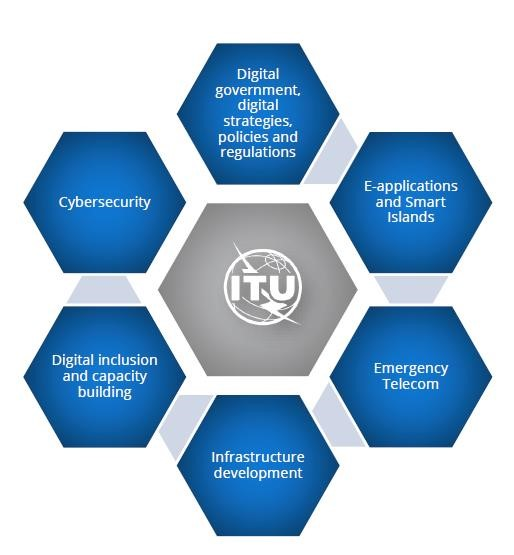 Digital
government,
digital
strategies,
policies and
regulations
E-applications
and Smart
Islands
Cybersecurity
ITU
Emergency
Telecom
Digital inclusion
and capacity
building
Infrastructure
development